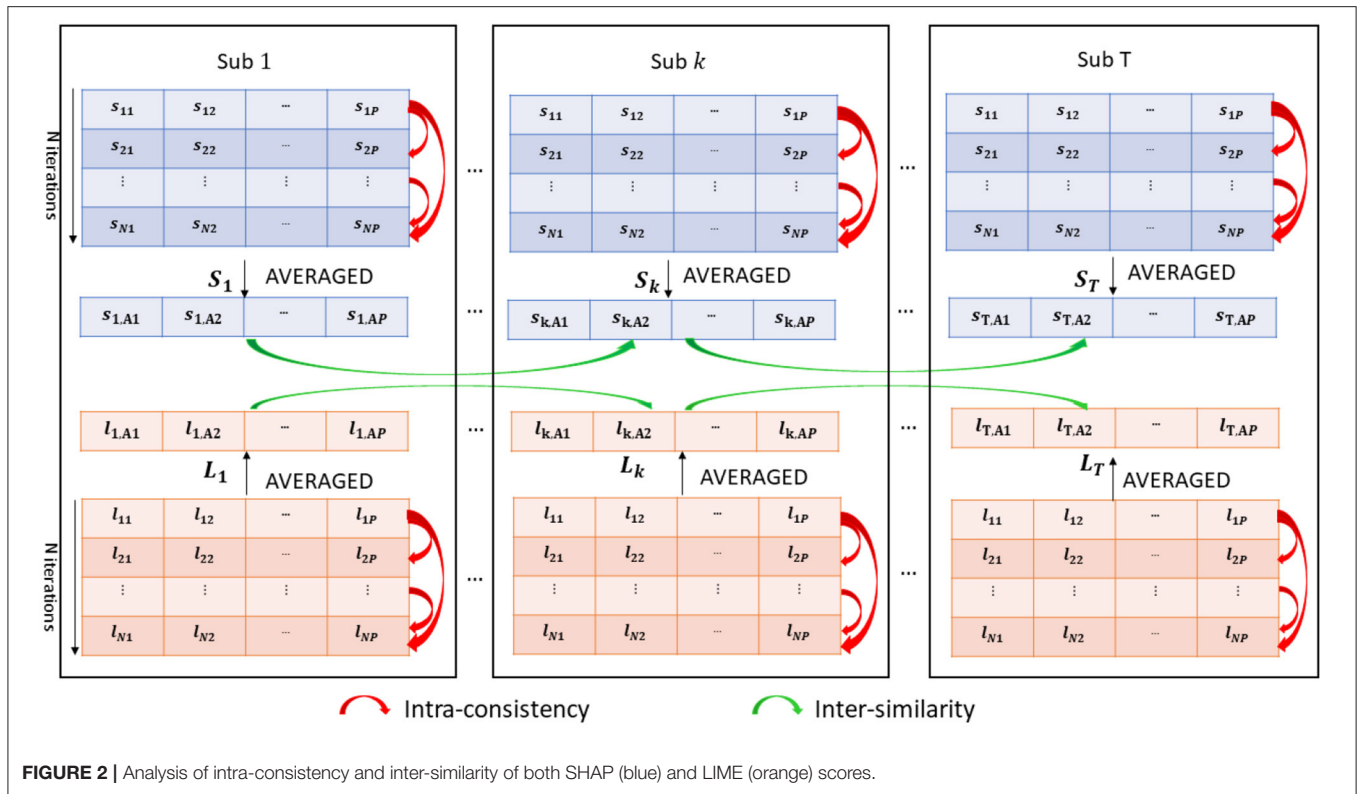 Sub 1
N iterations
s11 s12 ... s1P
s21 s22 ... s2P
⋮ ⋮ ⋮ ⋮
sN1 sN2 ... sNP
S1 AVERAGED
s1,A1 s1,A2 ... s1,AP
l1,A1 l1,A2 ... l1,AP
L1 AVERAGED
N iterations
l11 l12 ... l1P
l21 l22 ... l2P
⋮ ⋮ ⋮ ⋮
lN1 lN2 ... lNP
...
...
...
...
Sub k
s11 s12 ... s1P
s21 s22 ... s2P
⋮ ⋮ ⋮ ⋮
sN1 sN2 ... sNP
Sk AVERAGED
sk,A1 sk,A2 ... sk,AP
lk,A1 lk,A2 ... lk,AP
Lk AVERAGED
l11 l12 ... l1P
l21 l22 ... l2P
⋮ ⋮ ⋮ ⋮
lN1 lN2 ... lNP
...
...
...
...
Sub T
s11 s12 ... s1P
s21 s22 ... s2P
⋮ ⋮ ⋮ ⋮
sN1 sN2 ... sNP
ST AVERAGED
sT,A1 sT,A2 ... sT,AP
lT,A1 lT,A2 ... lT,AP
LT AVERAGED
l11 l12 ... l1P
l21 l22 ... l2P
⋮ ⋮ ⋮ ⋮
lN1 lN2 ... lNP
Intra-consistency Inter-similarity
FIGURE 2 | Analysis of intra-consistency and inter-similarity of both SHAP (blue) and LIME (orange) scores.